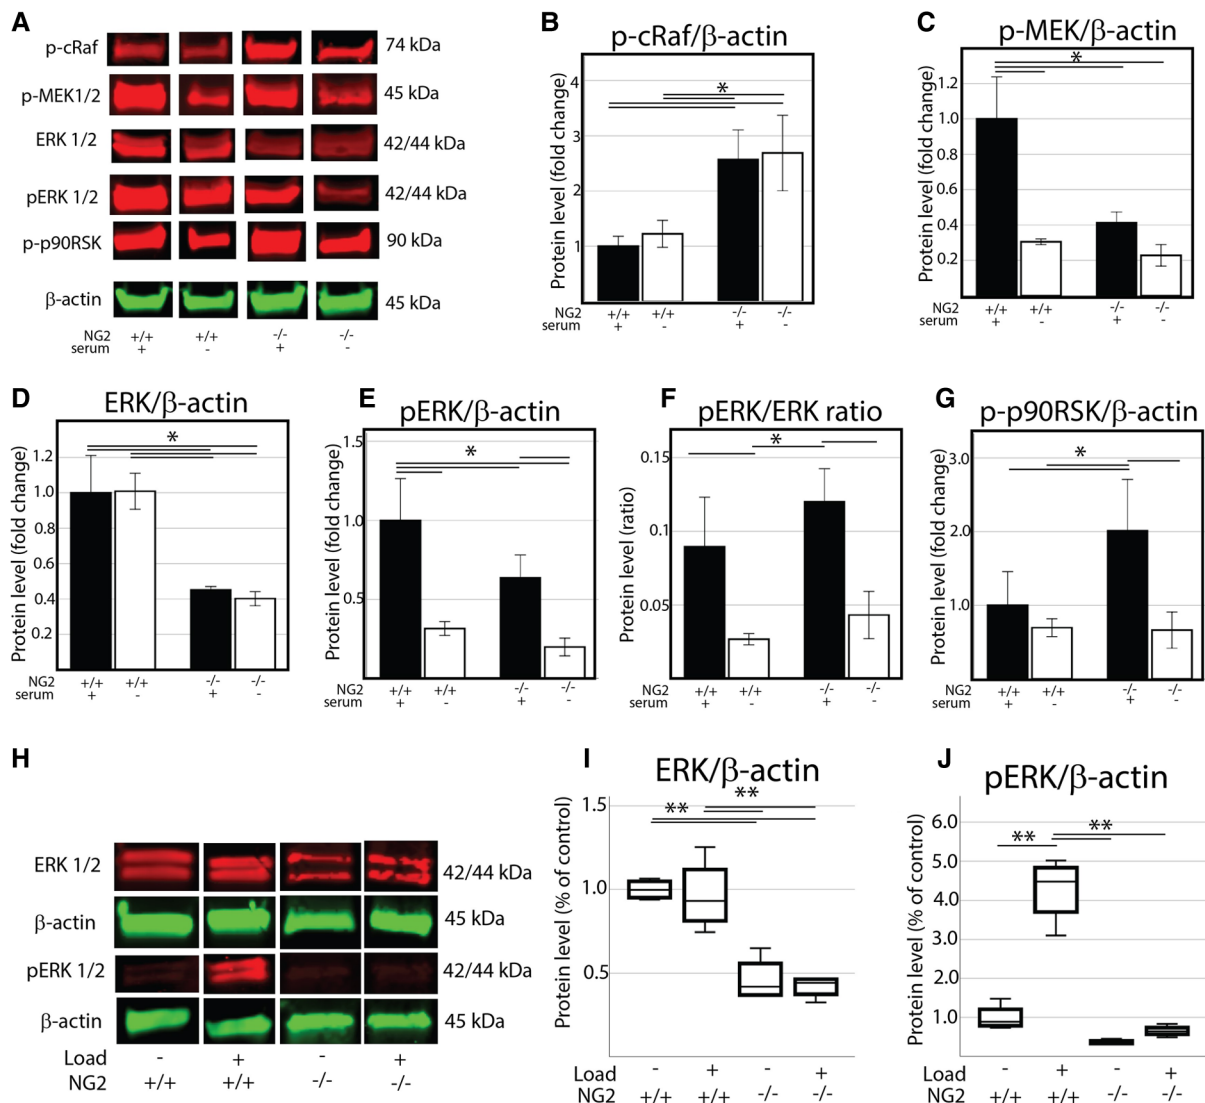 A
p-cRaf 74 kDa
p-MEK1/2 45 kDa
ERK 1/2 42/44 kDa
pERK 1/2 42/44 kDa
p-p90RSK 90 kDa
β-actin 45 kDa
NG2 +/+ +/+ -/- -/-
serum + - + -
B
p-cRaf/β-actin
Protein level (fold change)
4
3
2
1
*
NG2 +/+ +/+ -/- -/-
serum + - + -
C
p-MEK/β-actin
Protein level (fold change)
1.2
1.0
0.8
0.6
0.4
0.2
*
NG2 +/+ +/+ -/- -/-
serum + - + -
D
ERK/β-actin
Protein level (fold change)
1.2
1.0
0.8
0.6
0.4
0.2
*
NG2 +/+ +/+ -/- -/-
serum + - + -
E
pERK/β-actin
Protein level (fold change)
1.5
1.0
0.5
*
NG2 +/+ +/+ -/- -/-
serum + - + -
F
pERK/ERK ratio
Protein level (ratio)
0.15
0.1
0.05
*
NG2 +/+ +/+ -/- -/-
serum + - + -
G
p-p90RSK/β-actin
Protein level (fold change)
3.0
2.0
1.0
*
NG2 +/+ +/+ -/- -/-
serum + - + -
H
ERK 1/2 42/44 kDa
β-actin 45 kDa
pERK 1/2 42/44 kDa
β-actin 45 kDa
Load - + - +
NG2 +/+ +/+ -/- -/-
I
ERK/β-actin
Protein level (% of control)
1.5
1.0
0.5
** **
Load - + - +
NG2 +/+ +/+ -/- -/-
J
pERK/β-actin
Protein level (% of control)
6.0
5.0
4.0
3.0
2.0
1.0
** **
Load - + - +
NG2 +/+ +/+ -/- -/-